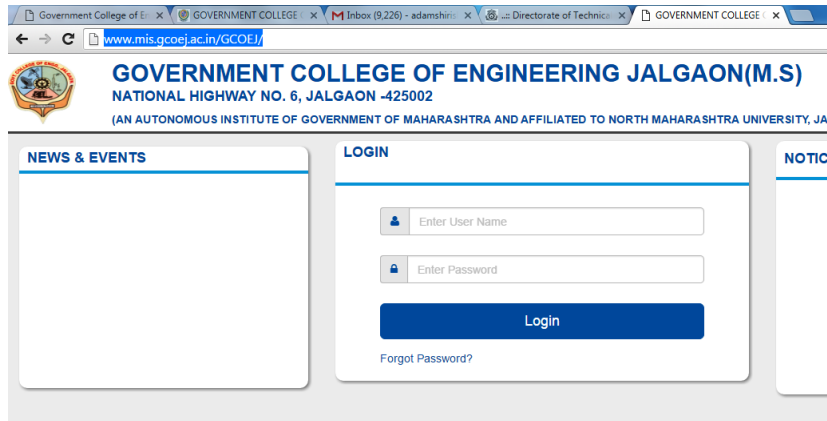 Government College of E
GOVERNMENT COLLEGE
Inbox (9,226) - adamshiris
..:: Directorate of Technica
GOVERNMENT COLLEGE
www.mis.gcoej.ac.in/GCOEJ/
GOVERNMENT COLLEGE OF ENGINEERING JALGAON(M.S)
NATIONAL HIGHWAY NO. 6, JALGAON -425002
(AN AUTONOMOUS INSTITUTE OF GOVERNMENT OF MAHARASHTRA AND AFFILIATED TO NORTH MAHARASHTRA UNIVERSITY, JA
NEWS & EVENTS
LOGIN
Enter User Name
Enter Password
Login
Forgot Password?
NOTIC